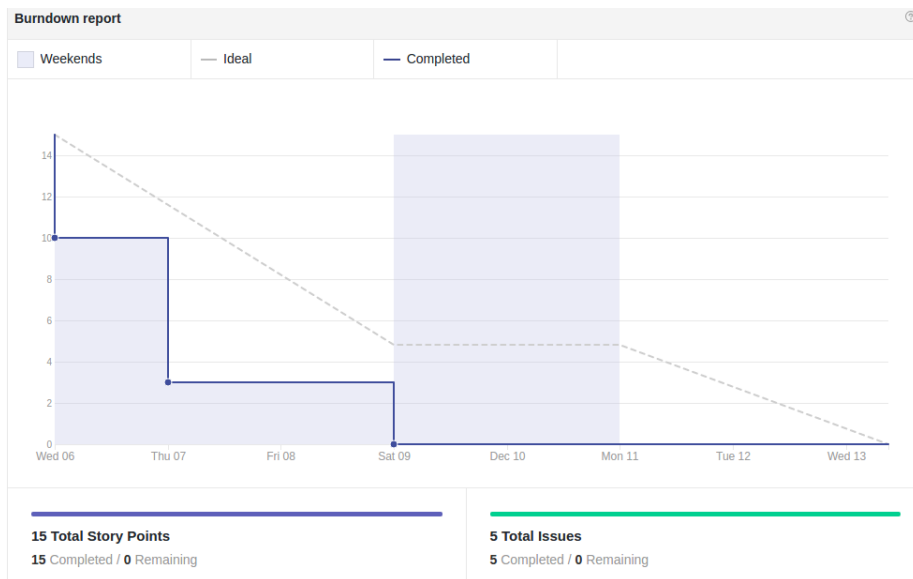 Burndown report
Weekends
Ideal
Completed
14
12
10
8
6
4
2
0
Wed 06 Thu 07 Fri 08 Sat 09 Dec 10 Mon 11 Tue 12 Wed 13
15 Total Story Points
15 Completed / 0 Remaining
5 Total Issues
5 Completed / 0 Remaining